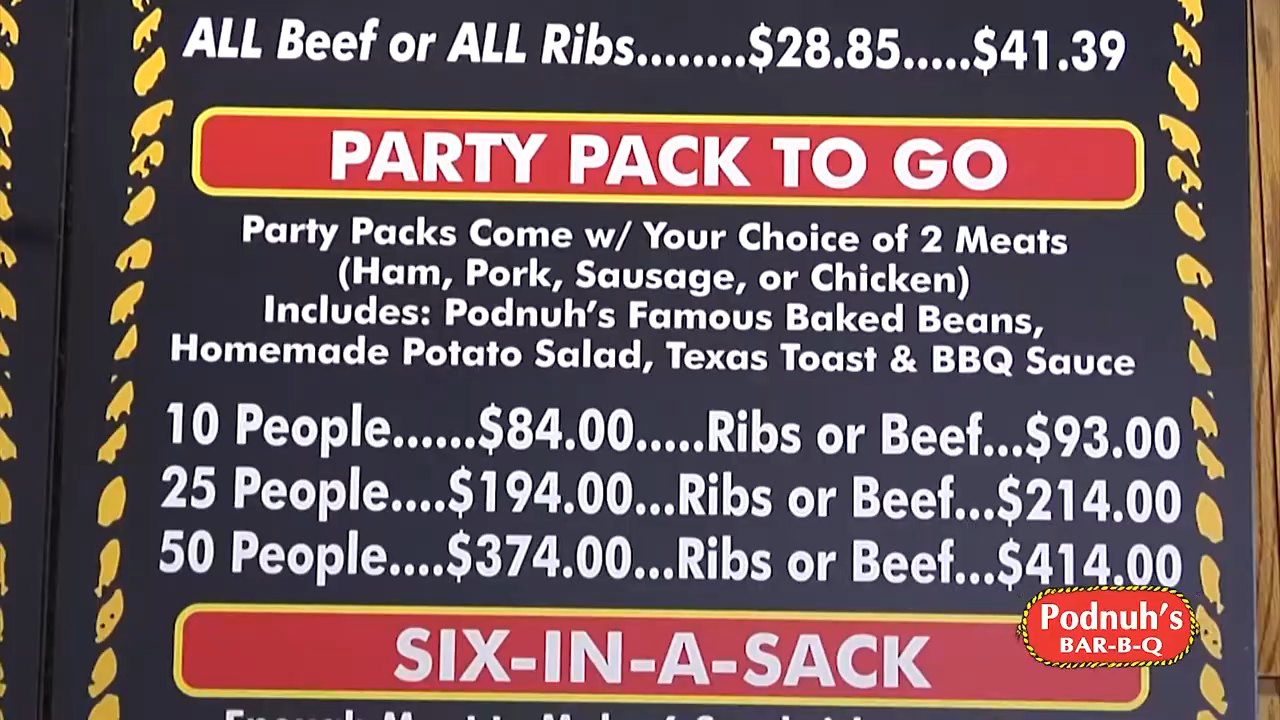 ALL Beef or ALL Ribs........$28.85.....$41.39
PARTY PACK TO GO
Party Packs Come w/ Your Choice of 2 Meats
(Ham, Pork, Sausage, or Chicken)
Includes: Podnuh's Famous Baked Beans,
Homemade Potato Salad, Texas Toast & BBQ Sauce
10 People......$84.00.....Ribs or Beef...$93.00
25 People....$194.00...Ribs or Beef...$214.00
50 People....$374.00...Ribs or Beef...$414.00
SIX-IN-A-SACK
Podnuh's
BAR-B-Q